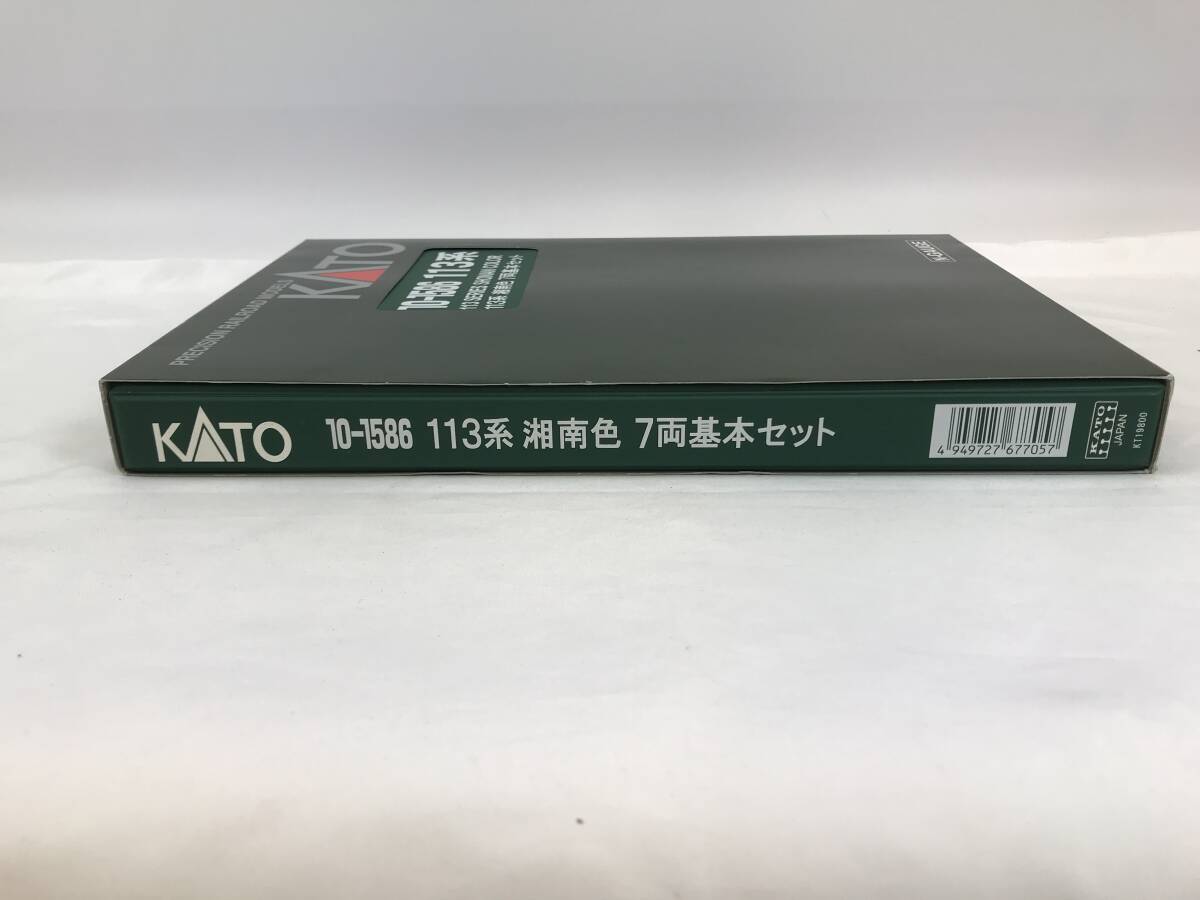 KATO
PRECISION RAILROAD MODELS
10-1586 113系
113 SERIES SHONAN COLOR
113系 湘南色 7両基本セット
N-GAUGE
KATO 10-1586 113系 湘南色 7両基本セット
4 949727 677057
KATO
JAPAN
KT19800